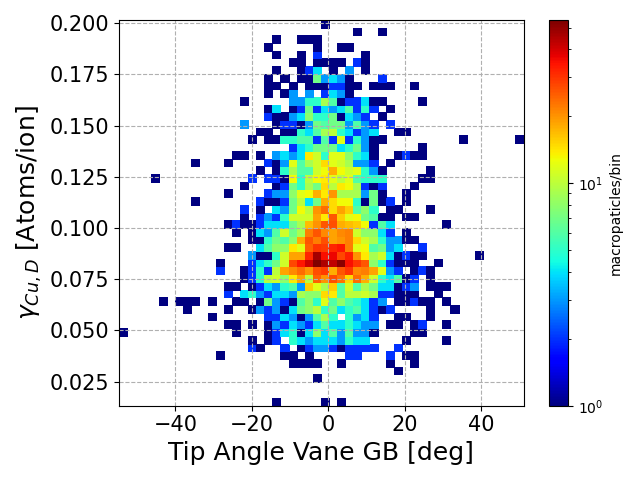 0.200
0.175
0.150
0.125
0.100
0.075
0.050
0.025
γCu, D [Atoms/ion]
−40 −20 0 20 40
Tip Angle Vane GB [deg]
10¹
10⁰
macropaticles/bin